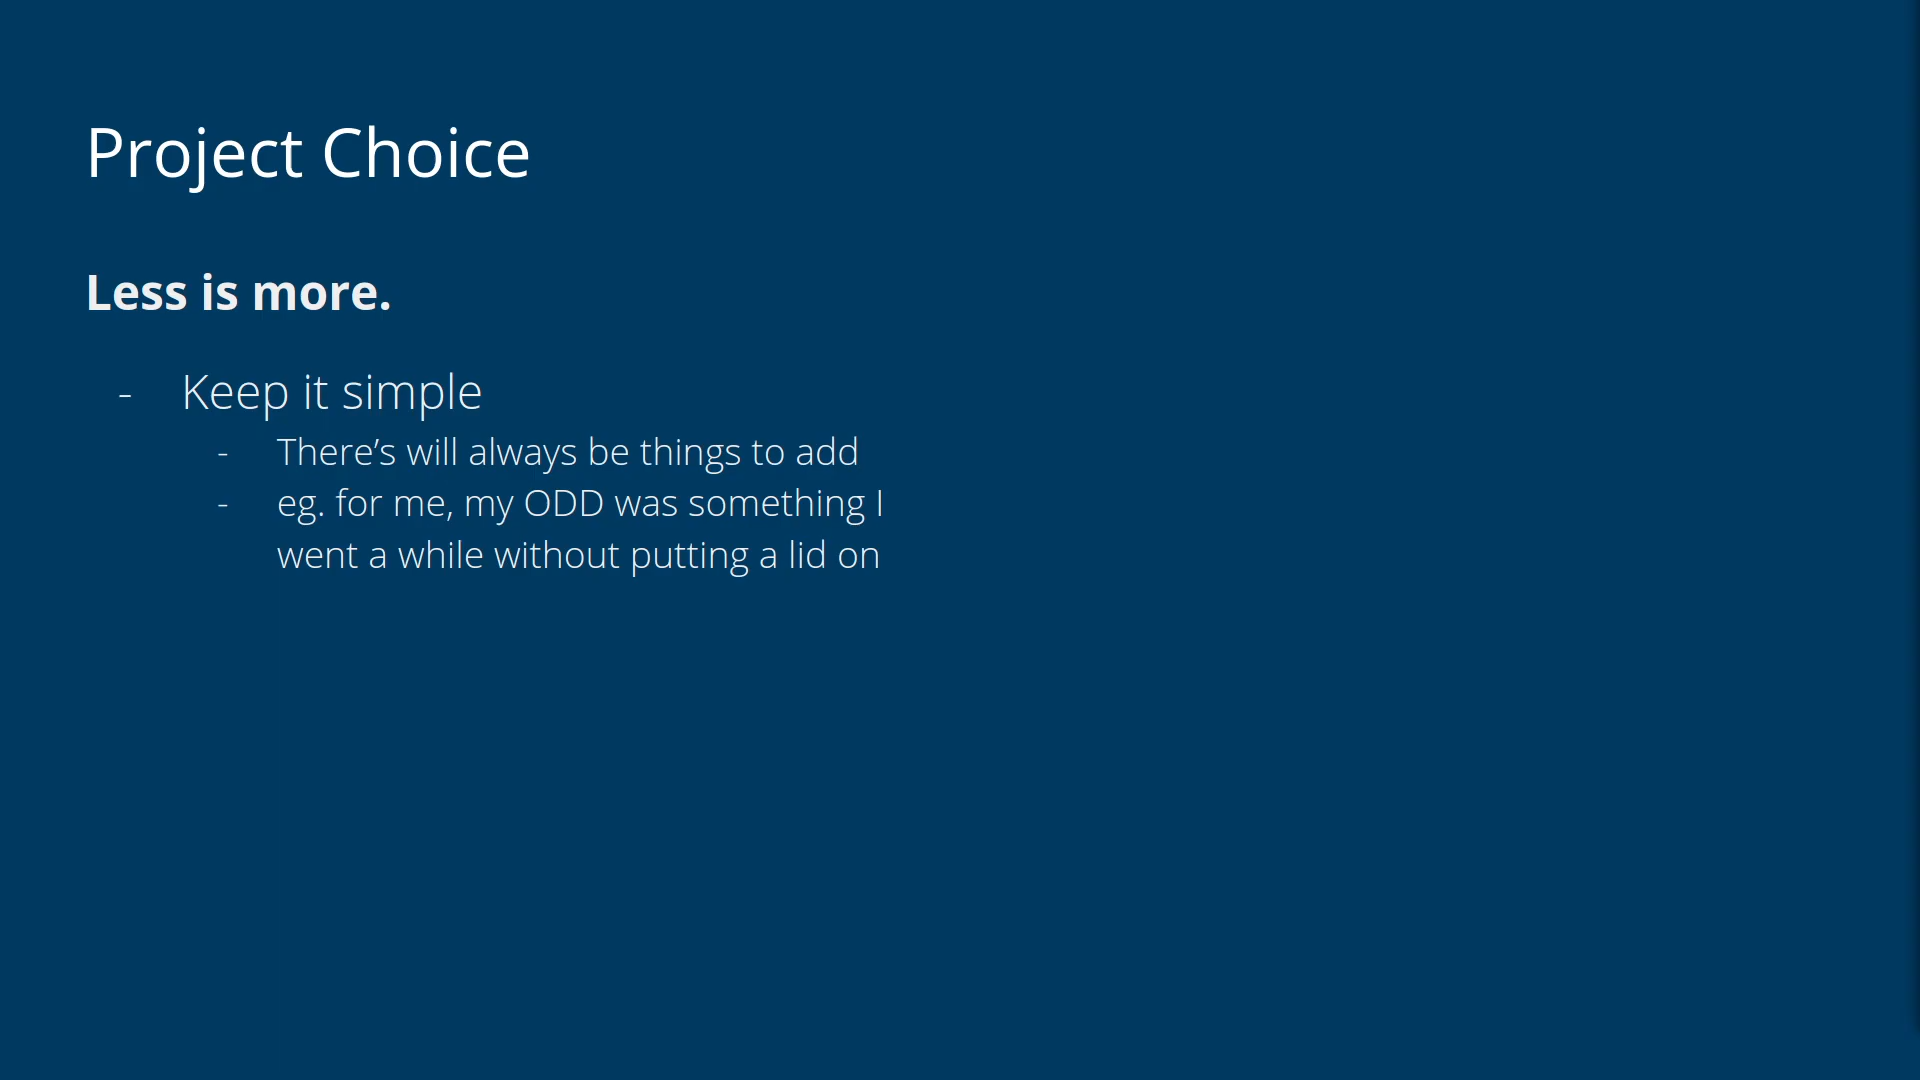 Project Choice
Less is more.
- Keep it simple
- There’s will always be things to add
- eg. for me, my ODD was something I
went a while without putting a lid on